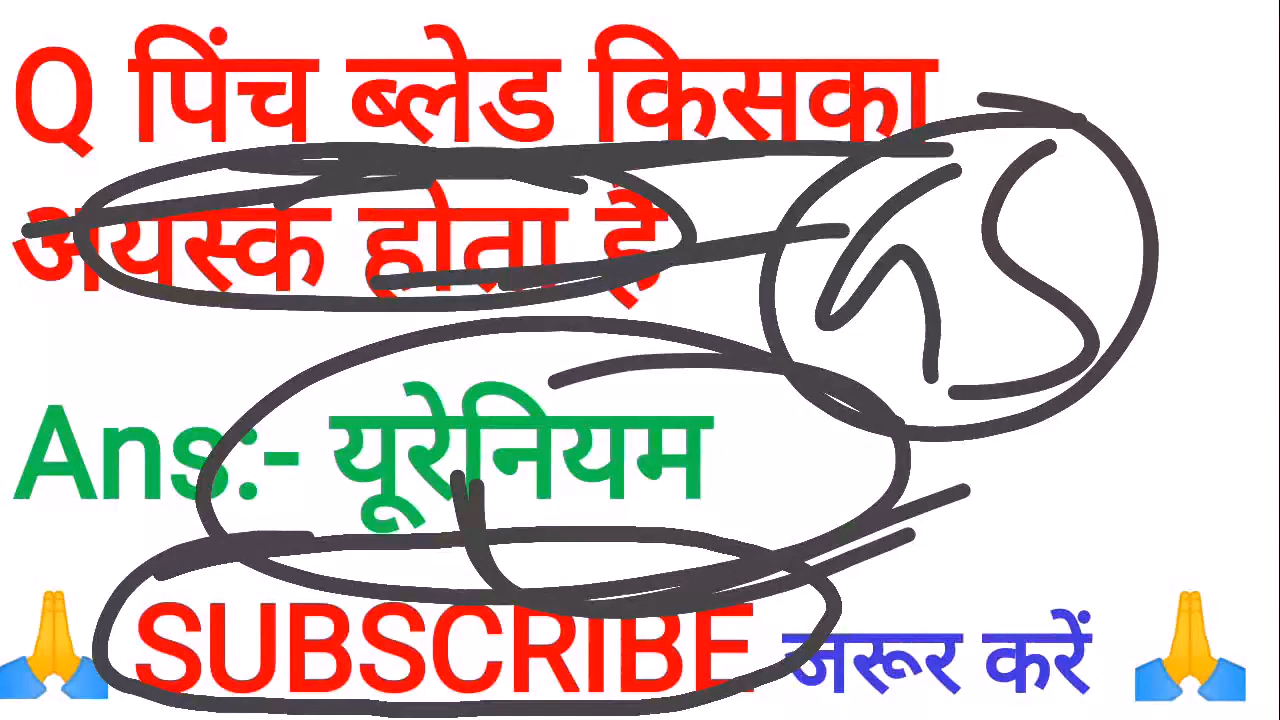 Q पिंच ब्लेड किसका
अयस्क होता है
Ans:- यूरेनियम
SUBSCRIBE जरूर करें